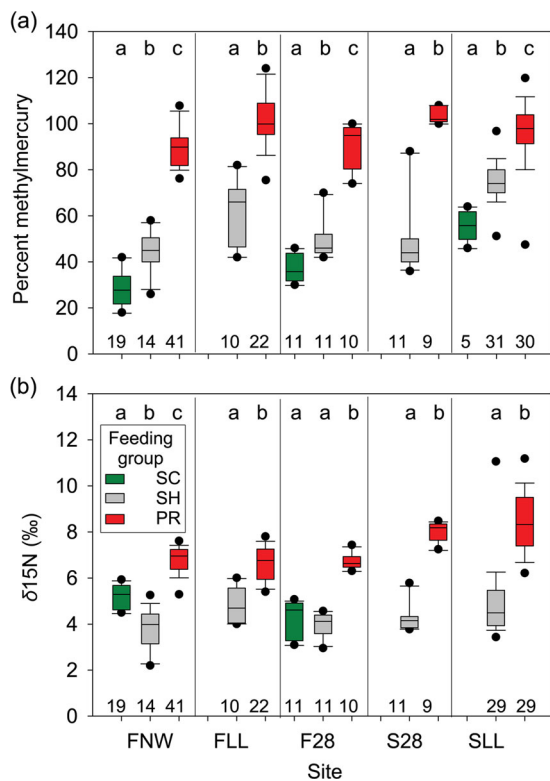 (a)
Percent methylmercury
140
120
100
80
60
40
20
0
a b c a b a b c a b a b c
19 14 41 10 22 11 11 10 11 9 5 31 30
(b)
δ15N (‰)
14
12
10
8
6
4
2
0
a b c a b a a b a b a b
Feeding
group
SC
SH
PR
19 14 41 10 22 11 11 10 11 9 29 29
FNW FLL F28 S28 SLL
Site